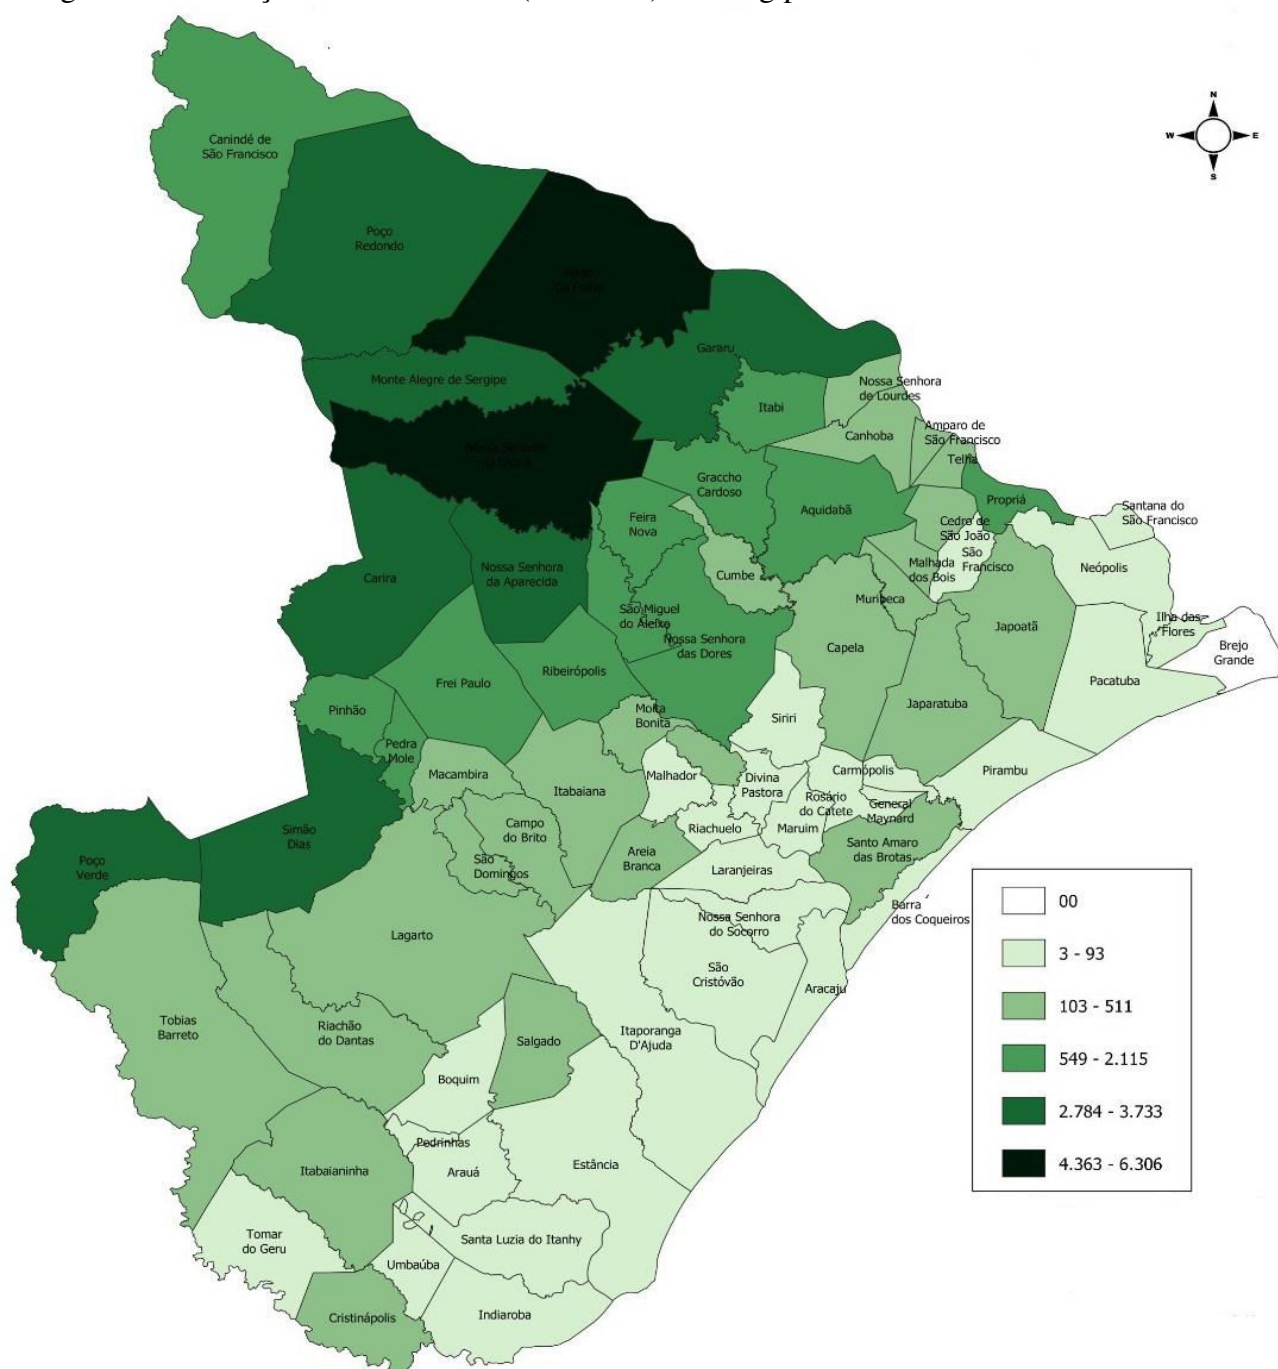 N
W E
S
Canindé de
São Francisco
Poço
Redondo
da Folha
Gararu
Monte Alegre de Sergipe
Nossa Senhora
da Glória
Nossa Senhora
de Lourdes
Itabi
Canhoba
Amparo de
São Francisco
Telha
Graccho
Cardoso
Aquidabã
Propriá
Santana do
São Francisco
Feira
Nova
Cedro de
São João
São
Francisco
Neópolis
Carira
Nossa Senhora
da Aparecida
Cumbe
Malhada
dos Bois
Muribeca
São Miguel
do Aleixo
Nossa Senhora
das Dores
Capela
Japoatã
Ilha das
Flores
Brejo
Grande
Pacatuba
Frei Paulo
Ribeirópolis
Japaratuba
Pinhão
Moita
Bonita
Siriri
Pedra
Mole
Macambira
Itabaiana
Malhador
Divina
Pastora
Carmópolis
Pirambu
Rosário
do Catete
General
Maynard
Campo
do Brito
Riachuelo
Maruim
Simão
Dias
Santo Amaro
das Brotas
Poço
Verde
São
Domingos
Areia
Branca
Laranjeiras
Barra
dos Coqueiros
Lagarto
Nossa Senhora
do Socorro
São
Cristóvão
Aracaju
Tobias
Barreto
Riachão
do Dantas
Salgado
Itaporanga
D'Ajuda
Boquim
Pedrinhas
Arauá
Estância
Itabaianinha
Tomar
do Geru
Santa Luzia do Itanhy
Umbaúba
Cristinápolis
Indiaroba
00
3 - 93
103 - 511
549 - 2.115
2.784 - 3.733
4.363 - 6.306